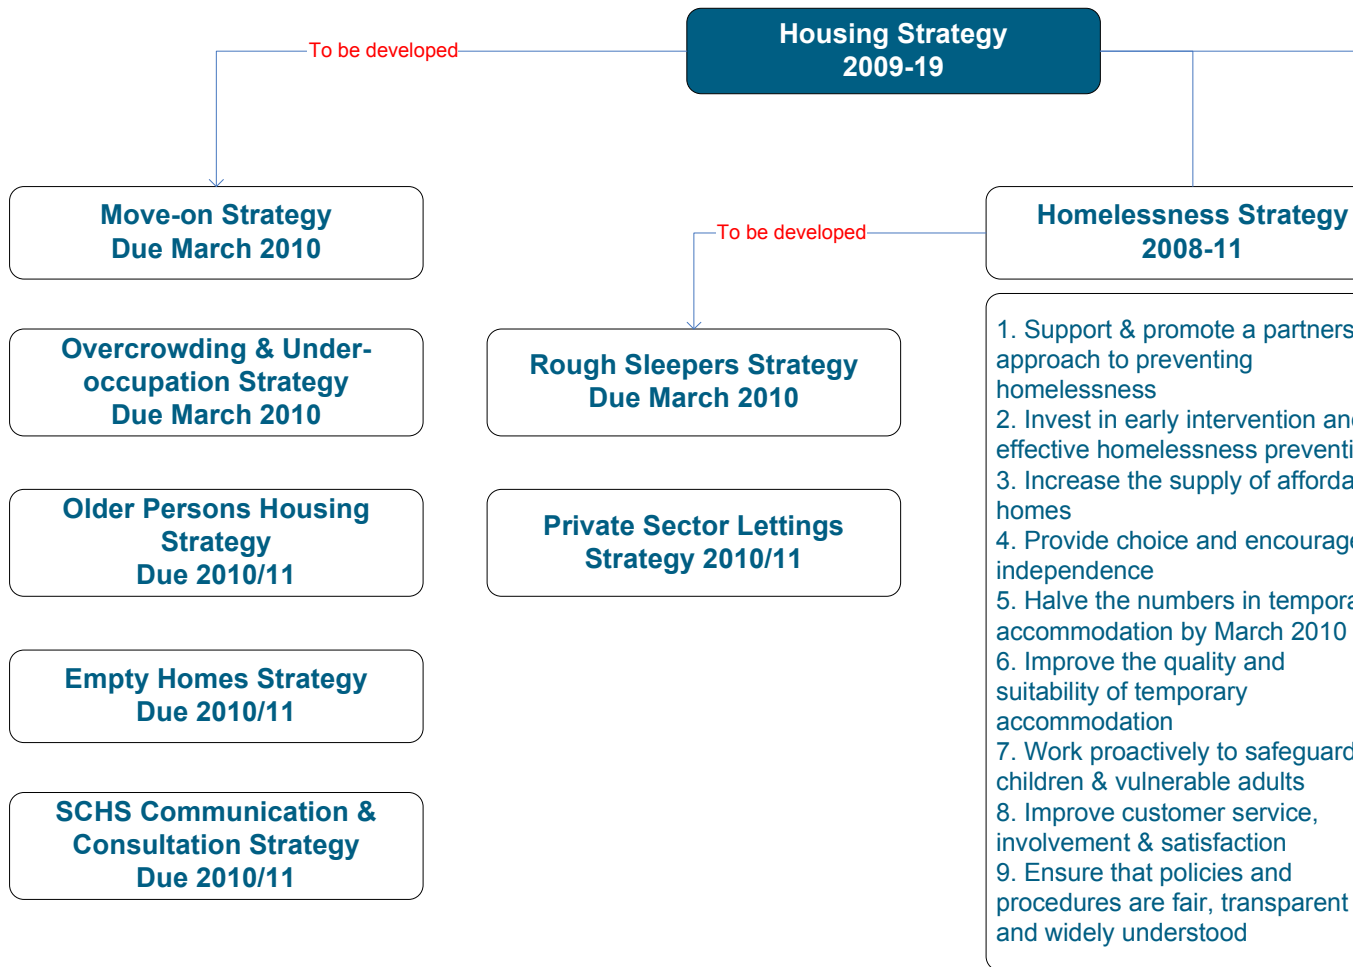 Housing Strategy
2009-19
To be developed
Move-on Strategy
Due March 2010
Overcrowding & Under-
occupation Strategy
Due March 2010
Older Persons Housing
Strategy
Due 2010/11
Empty Homes Strategy
Due 2010/11
SCHS Communication &
Consultation Strategy
Due 2010/11
To be developed
Rough Sleepers Strategy
Due March 2010
Private Sector Lettings
Strategy 2010/11
Homelessness Strategy
2008-11
1. Support & promote a
approach to preventing
homelessness
2. Invest in early intervention
effective homelessness
3. Increase the supply of
homes
4. Provide choice and
independence
5. Halve the numbers in
accommodation by March 2010
6. Improve the quality and
suitability of temporary
accommodation
7. Work proactively to safeguard
children & vulnerable adults
8. Improve customer service,
involvement & satisfaction
9. Ensure that policies and
procedures are fair, transparent
and widely understood